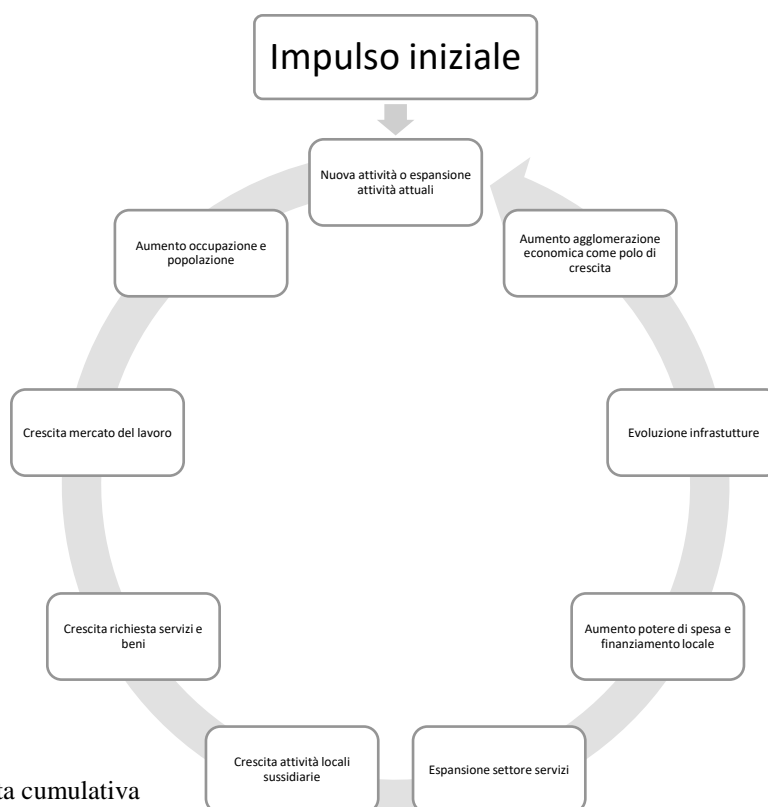 Impulso iniziale
Nuova attività o espansione
attività attuali
Aumento occupazione e
popolazione
Aumento agglomerazione
economica come polo di
crescita
Crescita mercato del lavoro
Evoluzione infrastutture
Crescita richiesta servizi e
beni
Aumento potere di spesa e
finanziamento locale
Crescita attività locali
sussidiarie
Espansione settore servizi
cumulativa